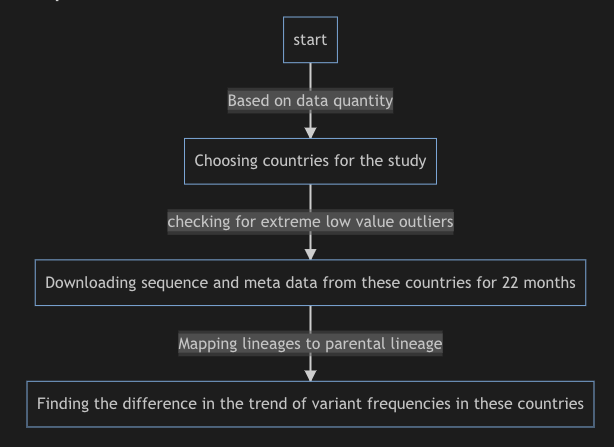 start
Based on data quantity
Choosing countries for the study
checking for extreme low value outliers
Downloading sequence and meta data from these countries for 22 months
Mapping lineages to parental lineage
Finding the difference in the trend of variant frequencies in these countries